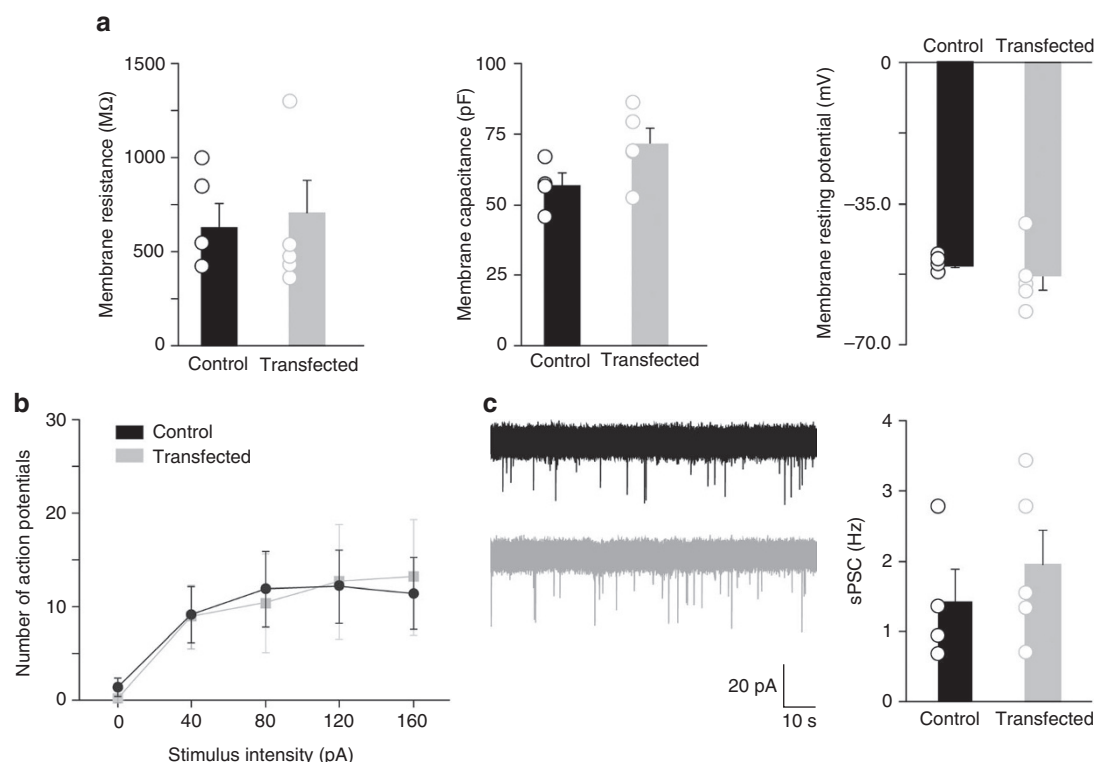 a
1500
1000
500
0
Membrane resistance (MΩ)
Control Transfected
100
75
50
25
0
Membrane capacitance (pF)
Control Transfected
Control Transfected
0
–35.0
–70.0
Membrane resting potential (mV)
b
30
20
10
0
Number of action potentials
Control
Transfected
0 40 80 120 160
Stimulus intensity (pA)
c
20 pA
10 s
4
3
2
1
0
sPSC (Hz)
Control Transfected